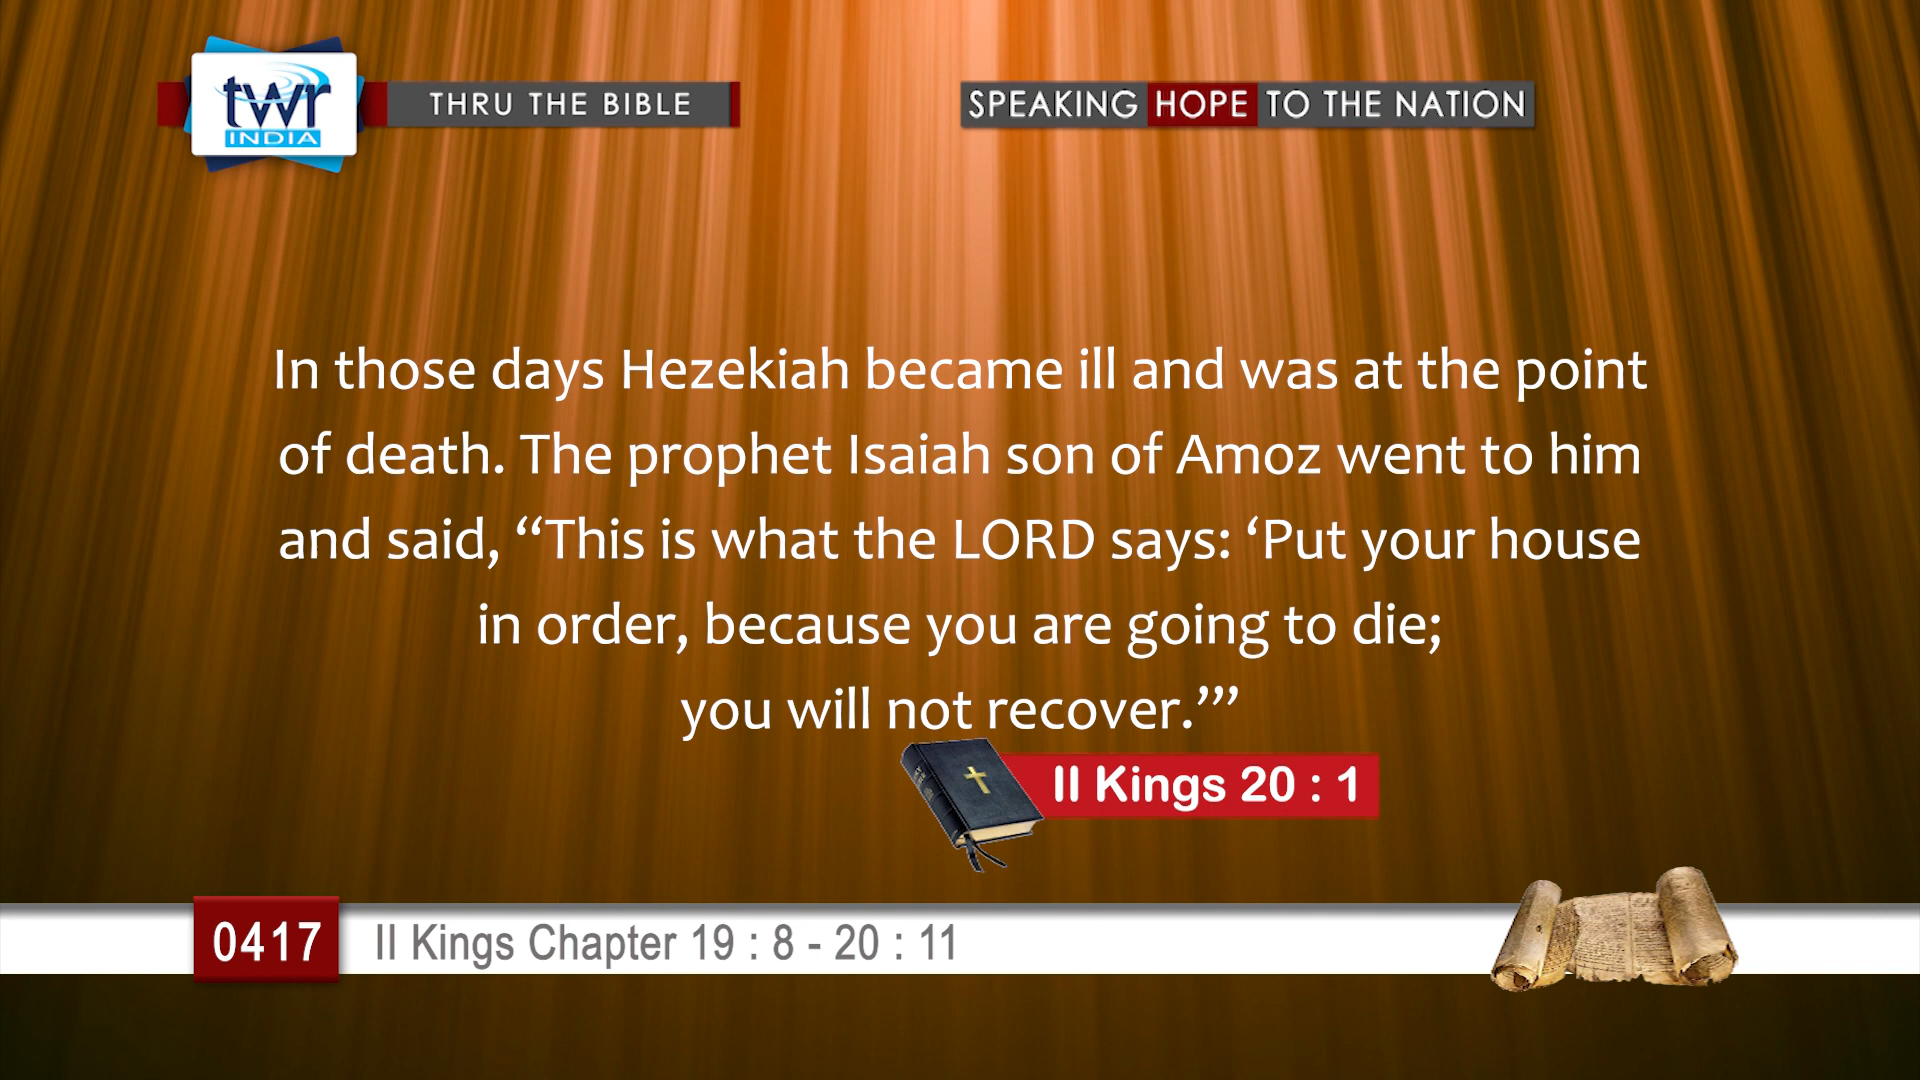 twr
INDIA
THRU THE BIBLE
SPEAKING HOPE TO THE NATION
In those days Hezekiah became ill and was at the point
of death. The prophet Isaiah son of Amoz went to him
and said, “This is what the LORD says: ‘Put your house
in order, because you are going to die;
you will not recover.’”
II Kings 20 : 1
0417
II Kings Chapter 19 : 8 - 20 : 11